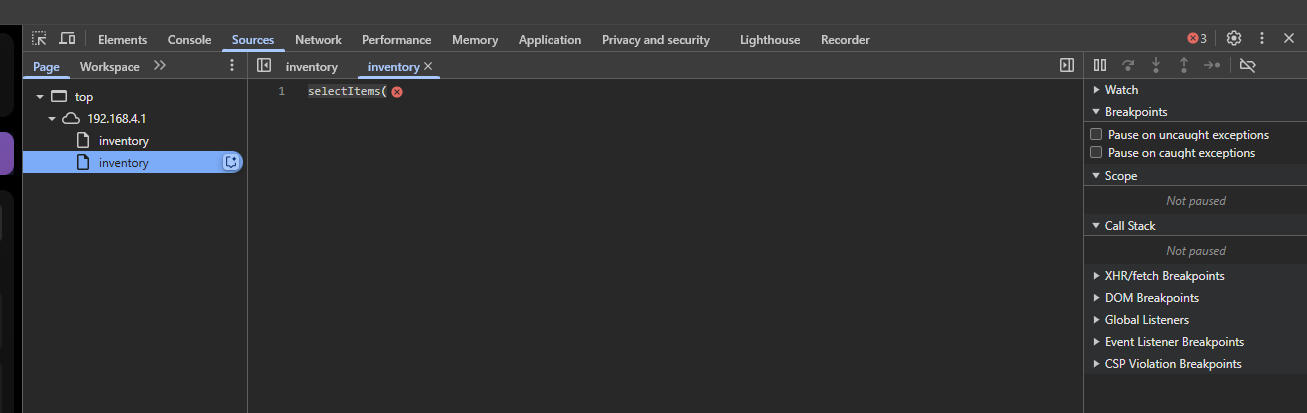 Elements Console Sources Network Performance Memory Application Privacy and security Lighthouse Recorder 3
Page Workspace inventory inventory
top
192.168.4.1
inventory
inventory
1 selectItems(
Watch
Breakpoints
Pause on uncaught exceptions
Pause on caught exceptions
Scope
Not paused
Call Stack
Not paused
XHR/fetch Breakpoints
DOM Breakpoints
Global Listeners
Event Listener Breakpoints
CSP Violation Breakpoints